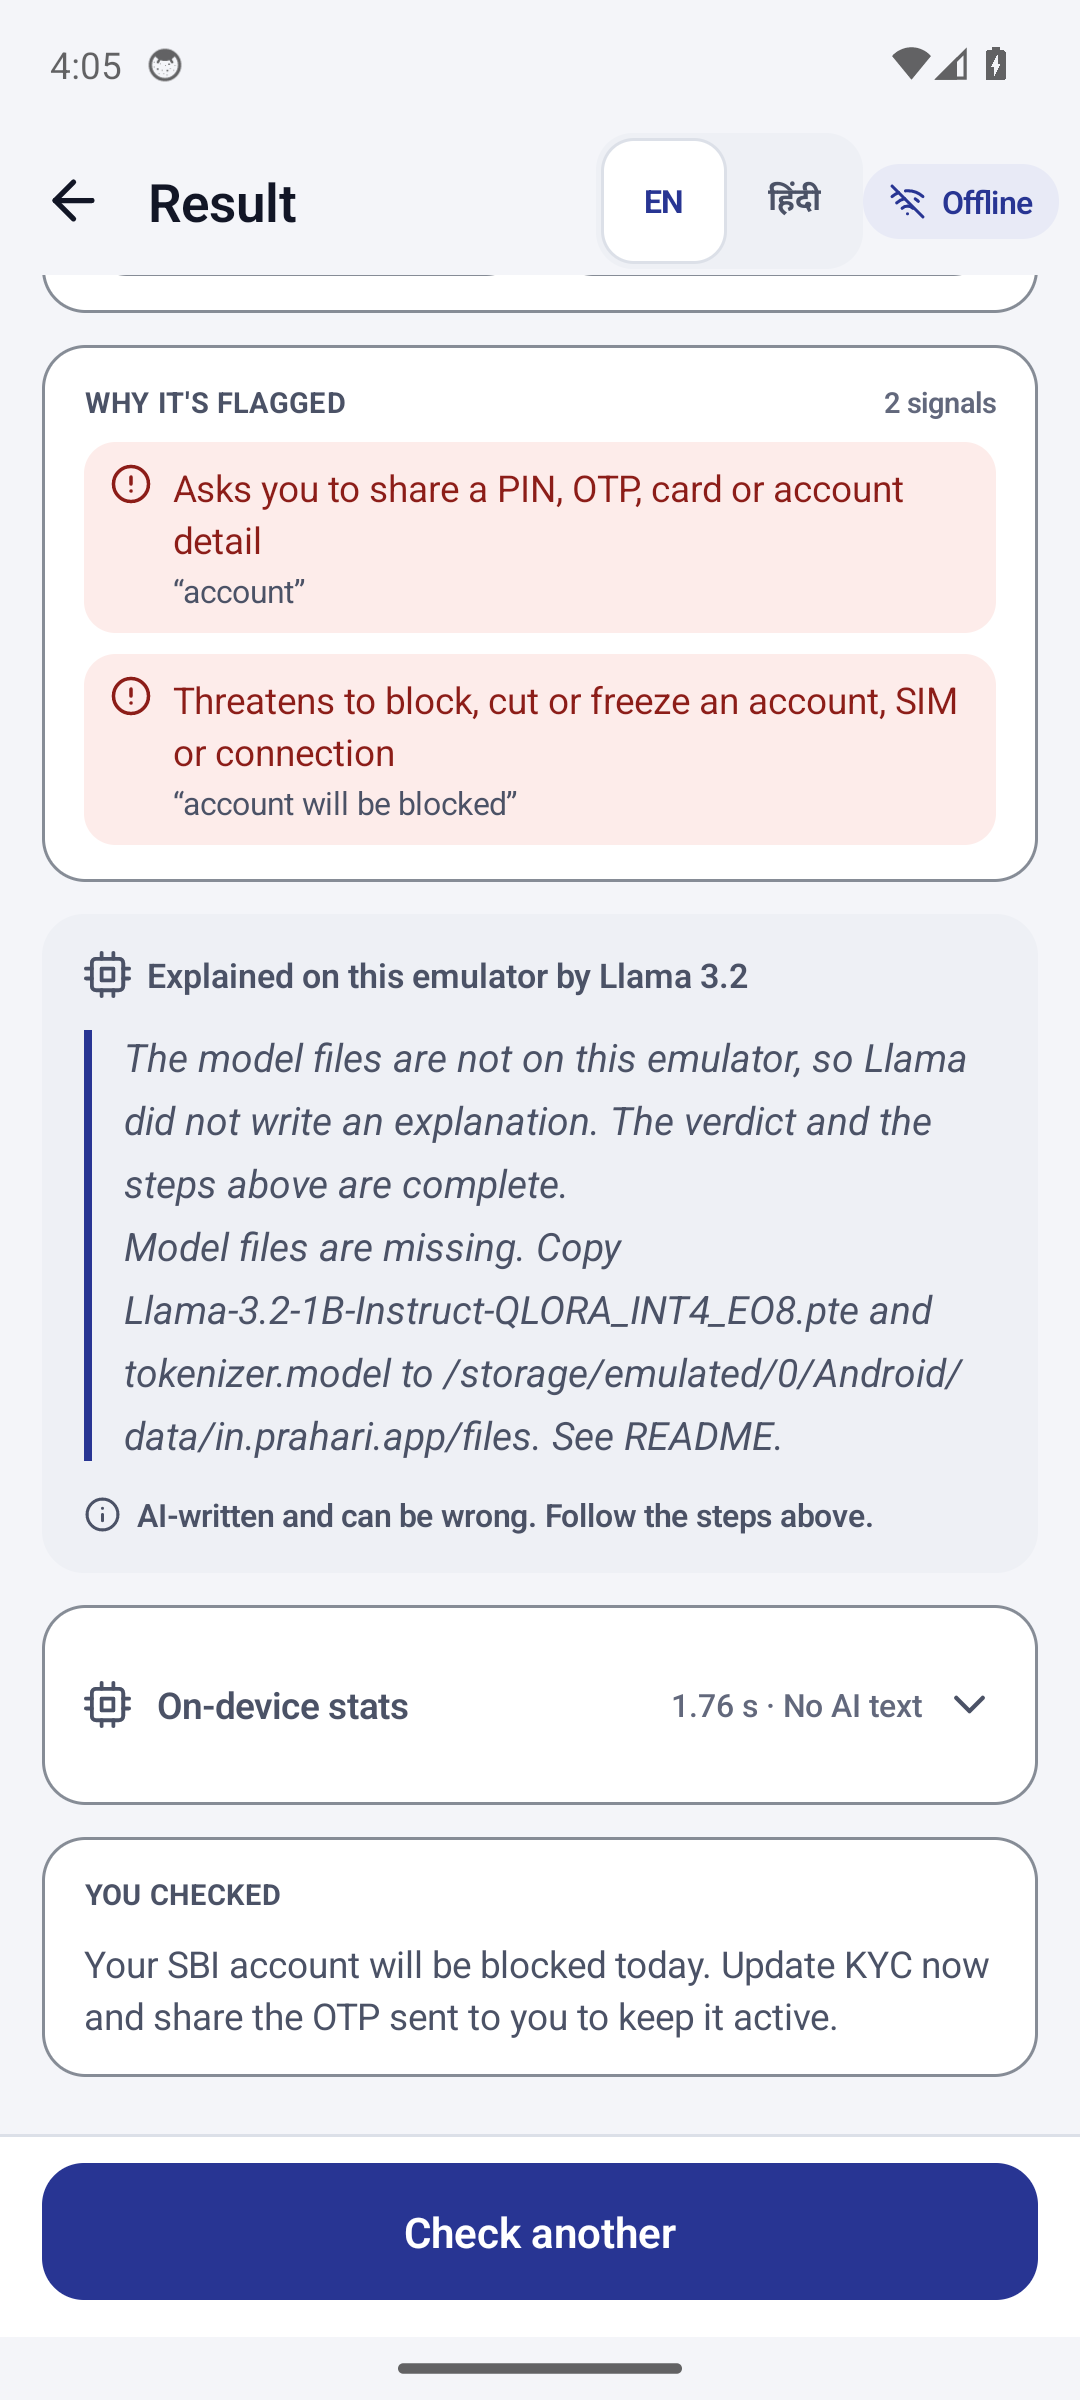 4:05
Result
EN
हिंदी
Offline
WHY IT'S FLAGGED
2 signals
Asks you to share a PIN, OTP, card or account
detail
“account”
Threatens to block, cut or freeze an account, SIM
or connection
“account will be blocked”
Explained on this emulator by Llama 3.2
The model files are not on this emulator, so Llama
did not write an explanation. The verdict and the
steps above are complete.
Model files are missing. Copy
Llama-3.2-1B-Instruct-QLORA_INT4_EO8.pte and
tokenizer.model to /storage/emulated/0/Android/
data/in.prahari.app/files. See README.
AI-written and can be wrong. Follow the steps above.
On-device stats
1.76 s · No AI text
YOU CHECKED
Your SBI account will be blocked today. Update KYC now
and share the OTP sent to you to keep it active.
Check another